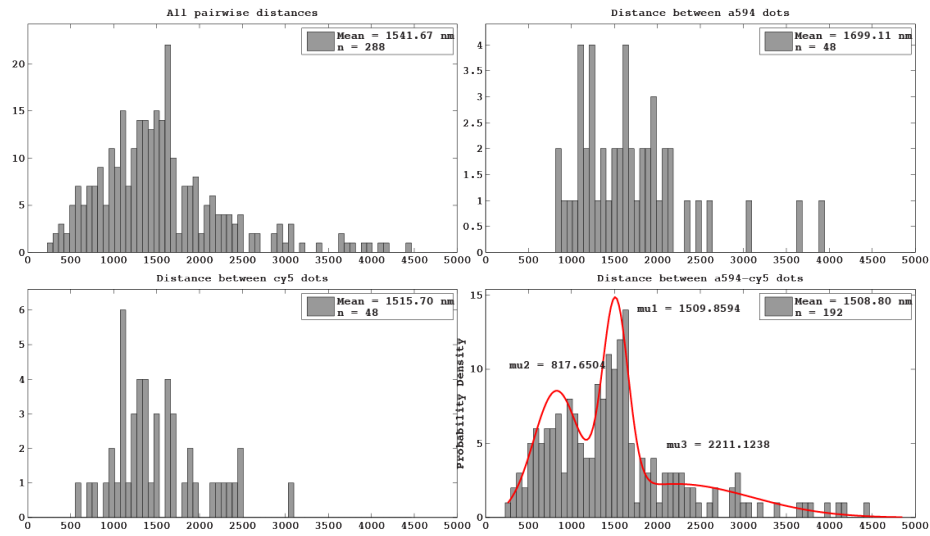 All pairwise distances
Mean = 1541.67 nm
n = 288
20
15
10
5
0
0 500 1000 1500 2000 2500 3000 3500 4000 4500 5000
Distance between a594 dots
Mean = 1699.11 nm
n = 48
4
3.5
3
2.5
2
1.5
1
0.5
0
0 500 1000 1500 2000 2500 3000 3500 4000 4500 5000
Distance between cy5 dots
Mean = 1515.70 nm
n = 48
6
5
4
3
2
1
0
0 500 1000 1500 2000 2500 3000 3500 4000 4500 5000
Distance between a594-cy5 dots
Mean = 1508.80 nm
n = 192
mu1 = 1509.8594
mu2 = 817.6504
mu3 = 2211.1238
Probability Density
15
10
5
0
0 500 1000 1500 2000 2500 3000 3500 4000 4500 5000